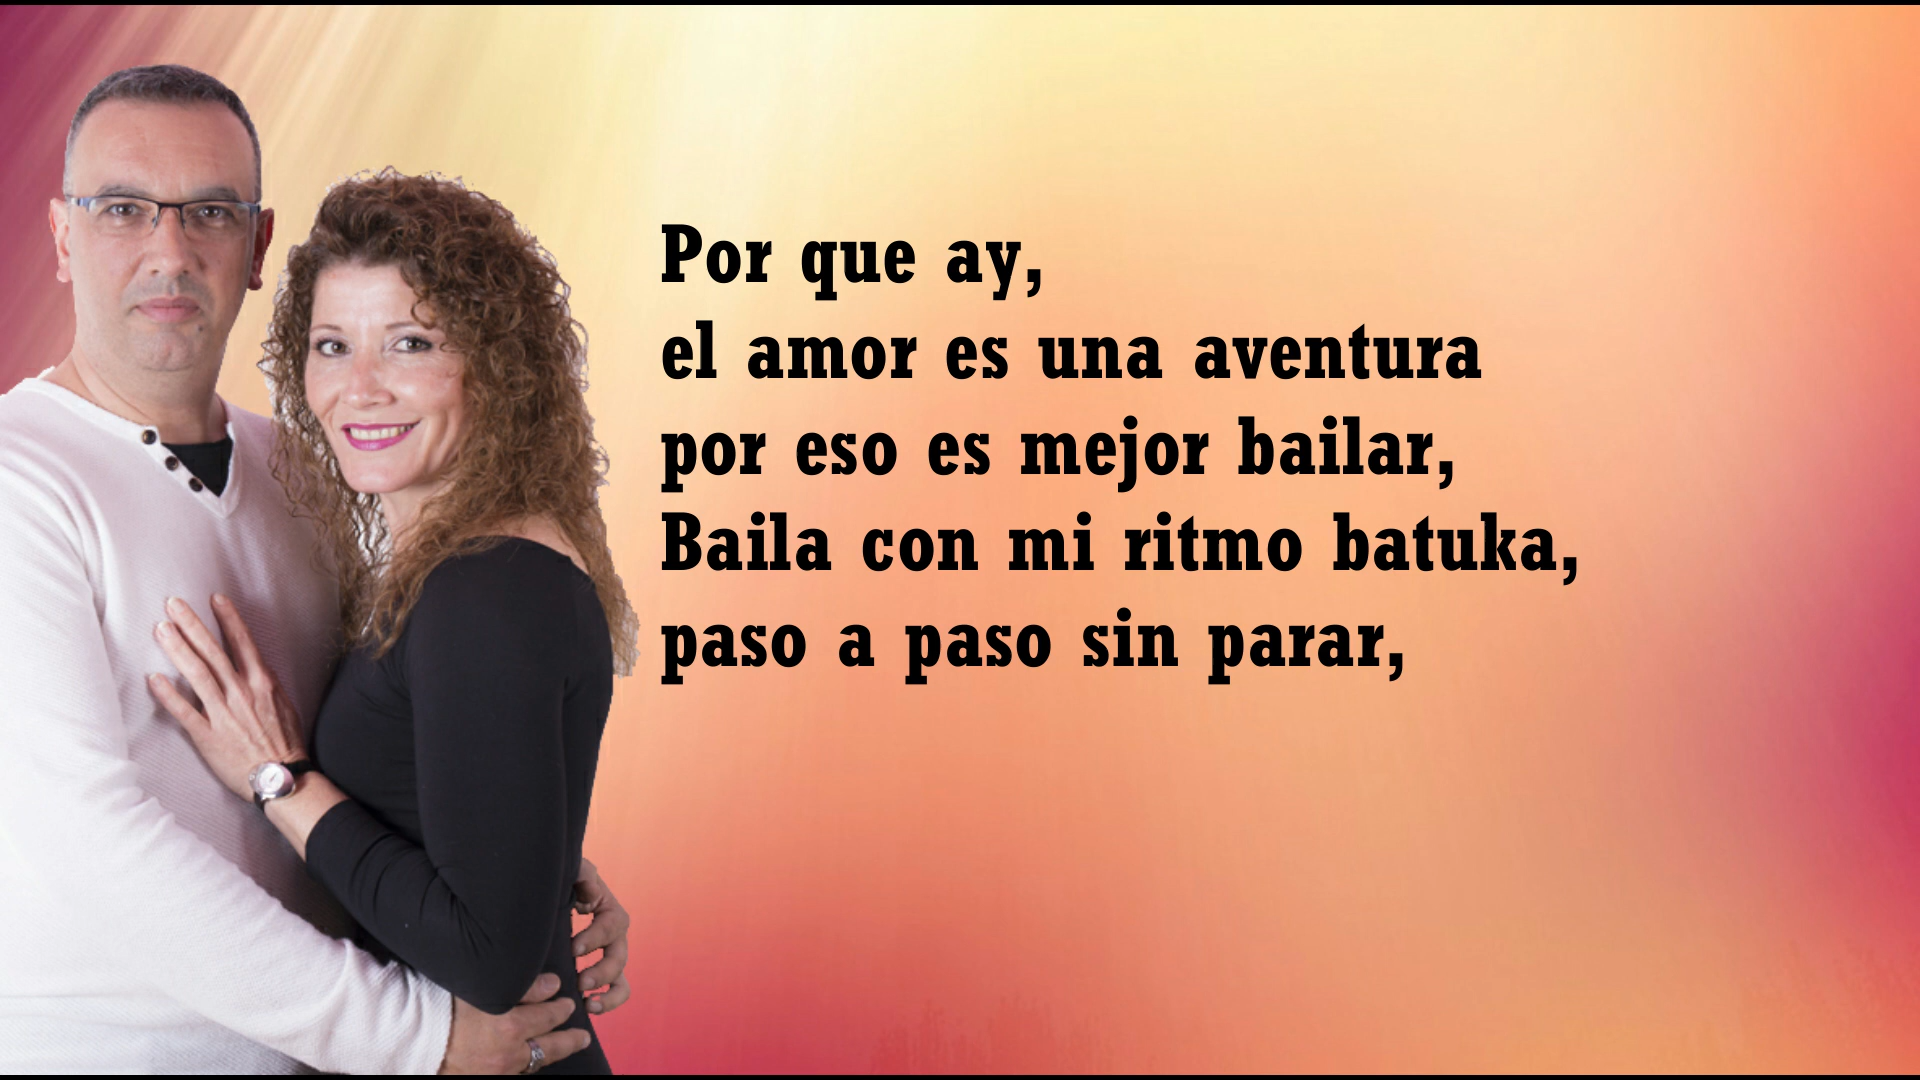 Por que ay,
el amor es una aventura
por eso es mejor bailar,
Baila con mi ritmo batuka,
paso a paso sin parar,